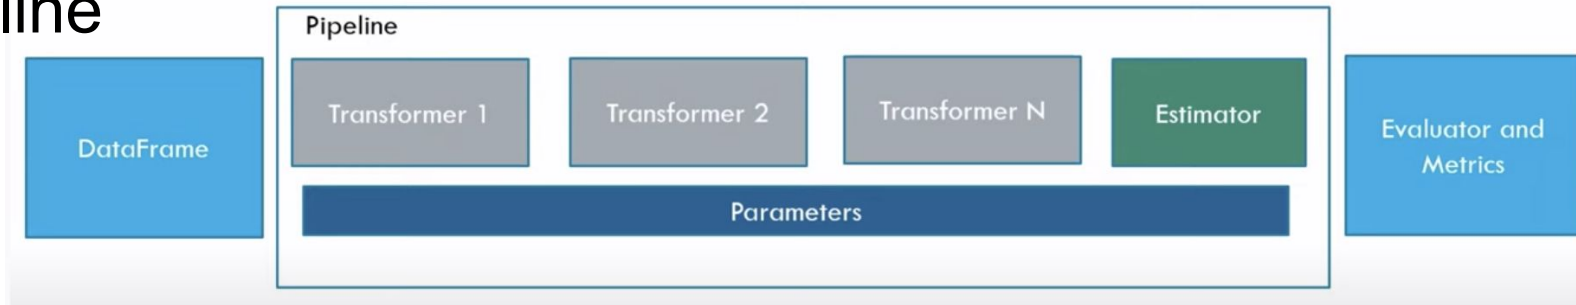 line
Pipeline
DataFrame
Transformer 1
Transformer 2
Transformer N
Estimator
Parameters
Evaluator and
Metrics